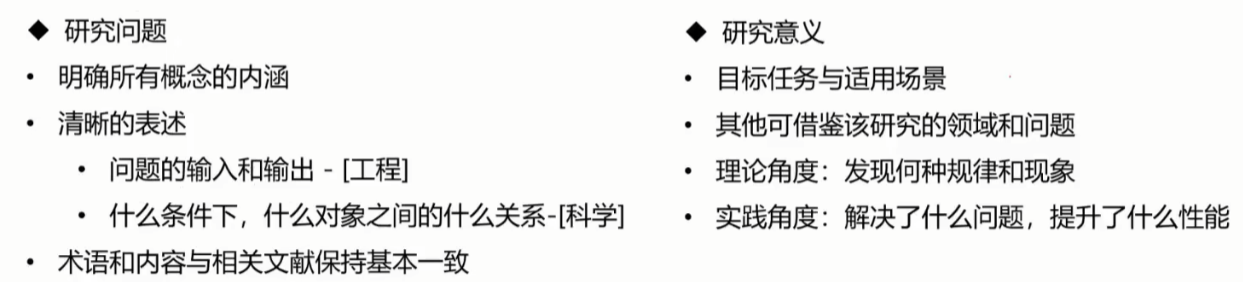 ◆ 研究问题
• 明确所有概念的内涵
• 清晰的表述
• 问题的输入和输出 - [工程]
• 什么条件下，什么对象之间的什么关系-[科学]
• 术语和内容与相关文献保持基本一致
◆ 研究意义
• 目标任务与适用场景
• 其他可借鉴该研究的领域和问题
• 理论角度：发现何种规律和现象
• 实践角度：解决了什么问题，提升了什么性能